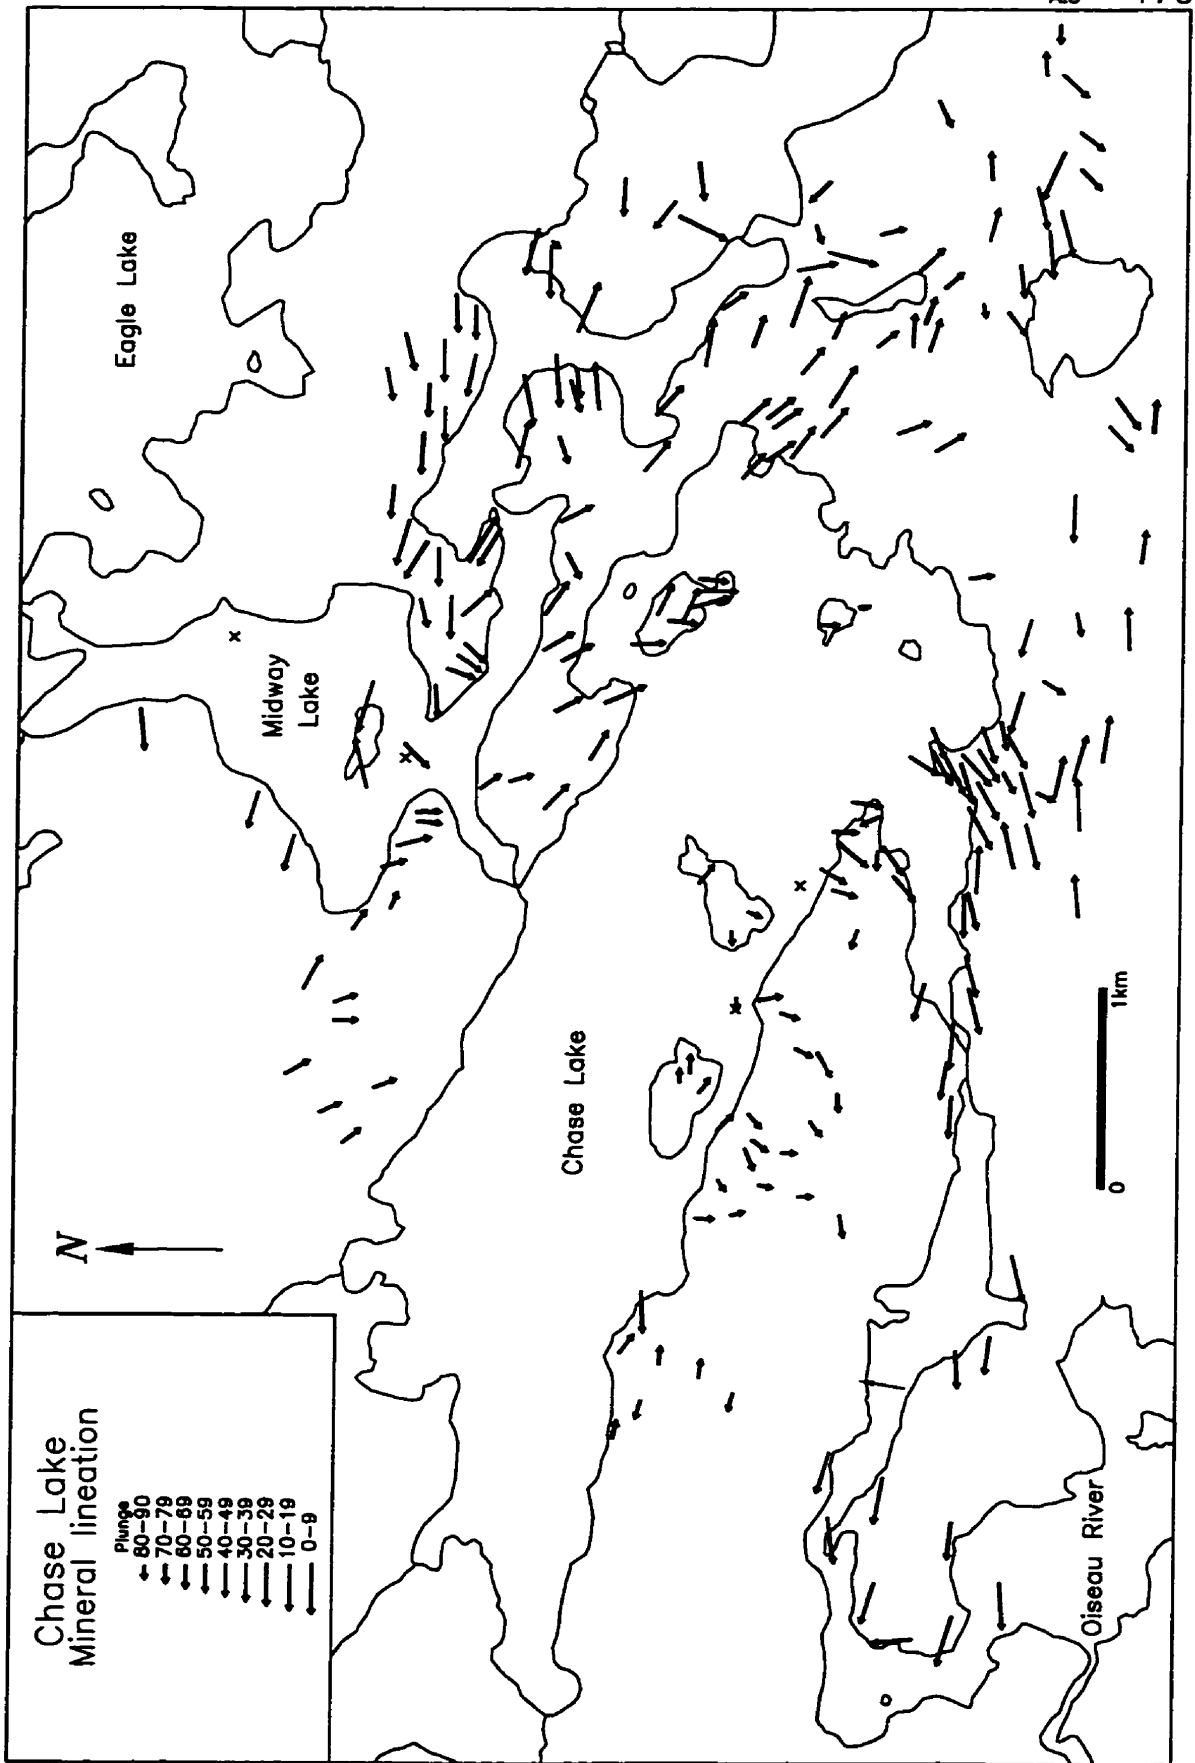 Chase Lake
Mineral lineation
Plunge
80-90
70-79
60-69
50-59
40-49
30-39
20-29
10-19
0-9
N
Eagle Lake
Midway
Lake
Chase Lake
Oiseau River
0
1km